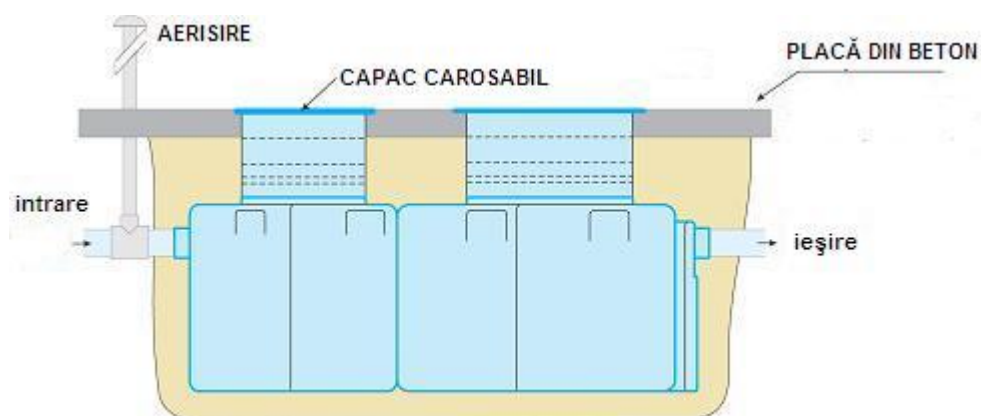 AERISIRE
PLACĂ DIN BETON
CAPAC CAROSABIL
intrare
ieşire